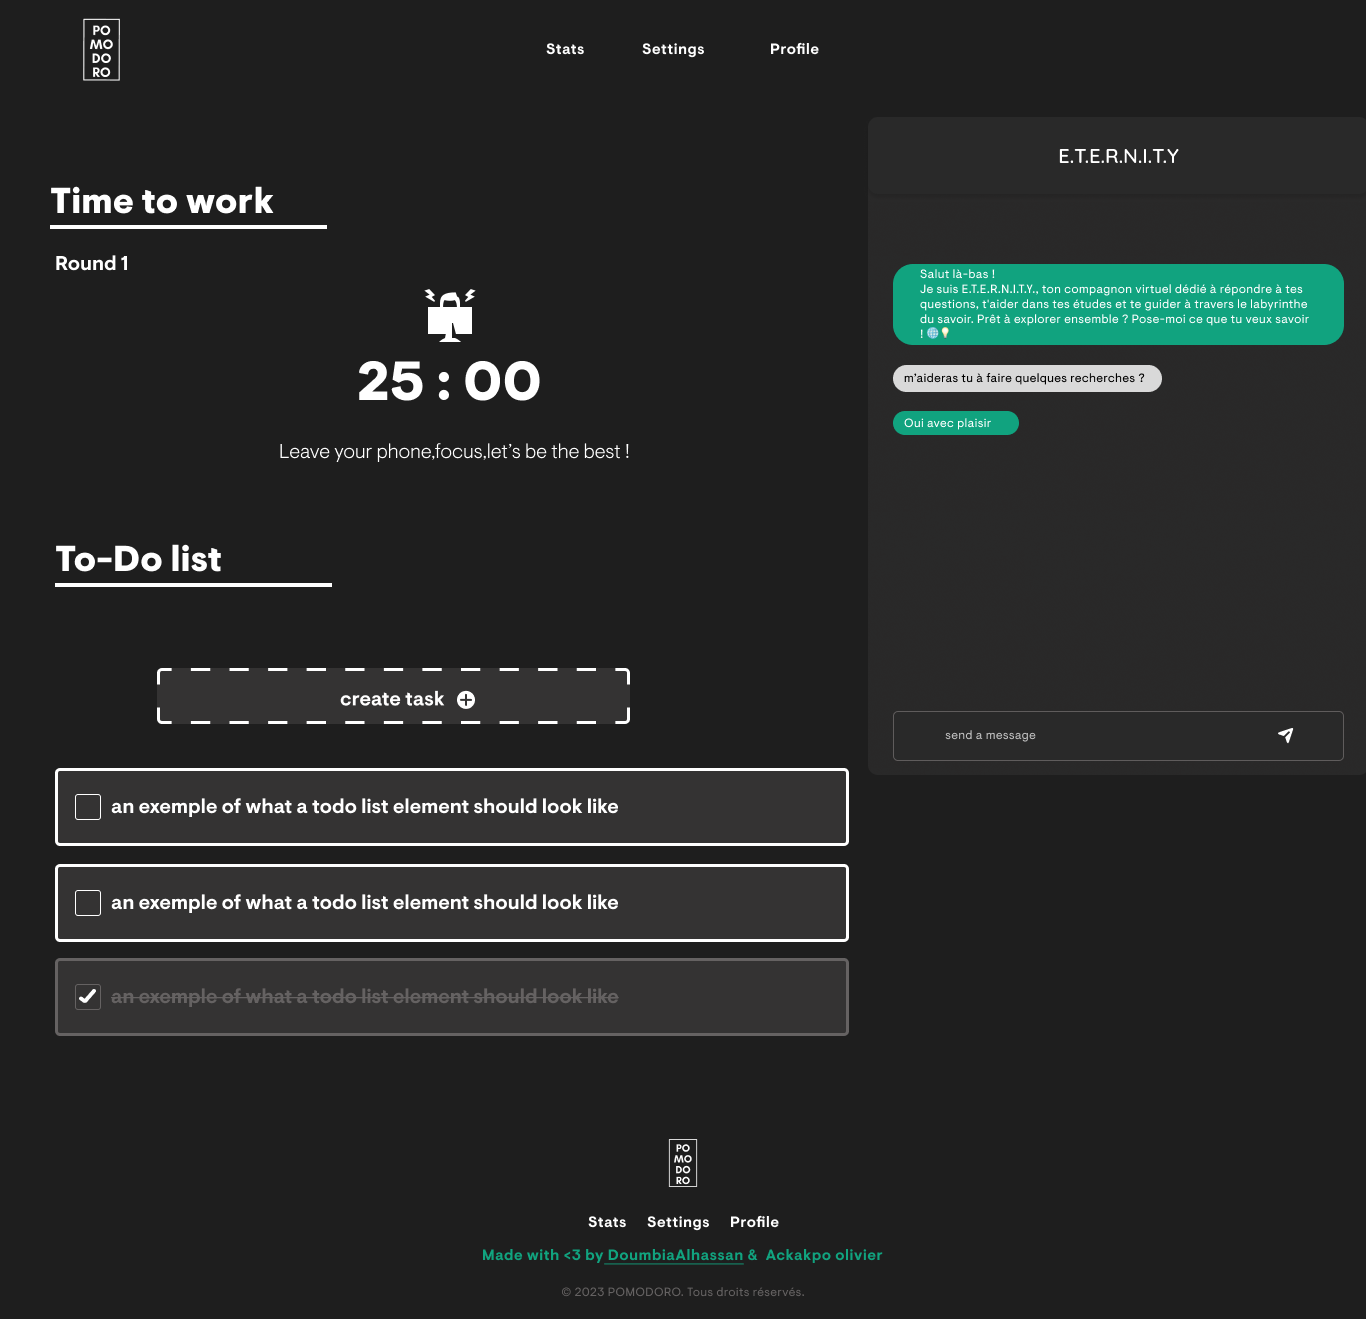 PO
MO
DO
RO
Stats
Settings
Profile
Time to work
Round 1
25 : 00
Leave your phone,focus,let's be the best !
To-Do list
create task
an exemple of what a todo list element should look like
an exemple of what a todo list element should look like
an exemple of what a todo list element should look like
E.T.E.R.N.I.T.Y
Salut là-bas !
Je suis E.T.E.R.N.I.T.Y., ton compagnon virtuel dédié à répondre à tes
questions, t'aider dans tes études et te guider à travers le labyrinthe
du savoir. Prêt à explorer ensemble ? Pose-moi ce que tu veux savoir
! 🌐💡
m'aideras tu à faire quelques recherches ?
Oui avec plaisir
send a message
PO
MO
DO
RO
Stats
Settings
Profile
Made with <3 by DoumbiaAlhassan & Ackakpo olivier
© 2023 POMODORO. Tous droits réservés.